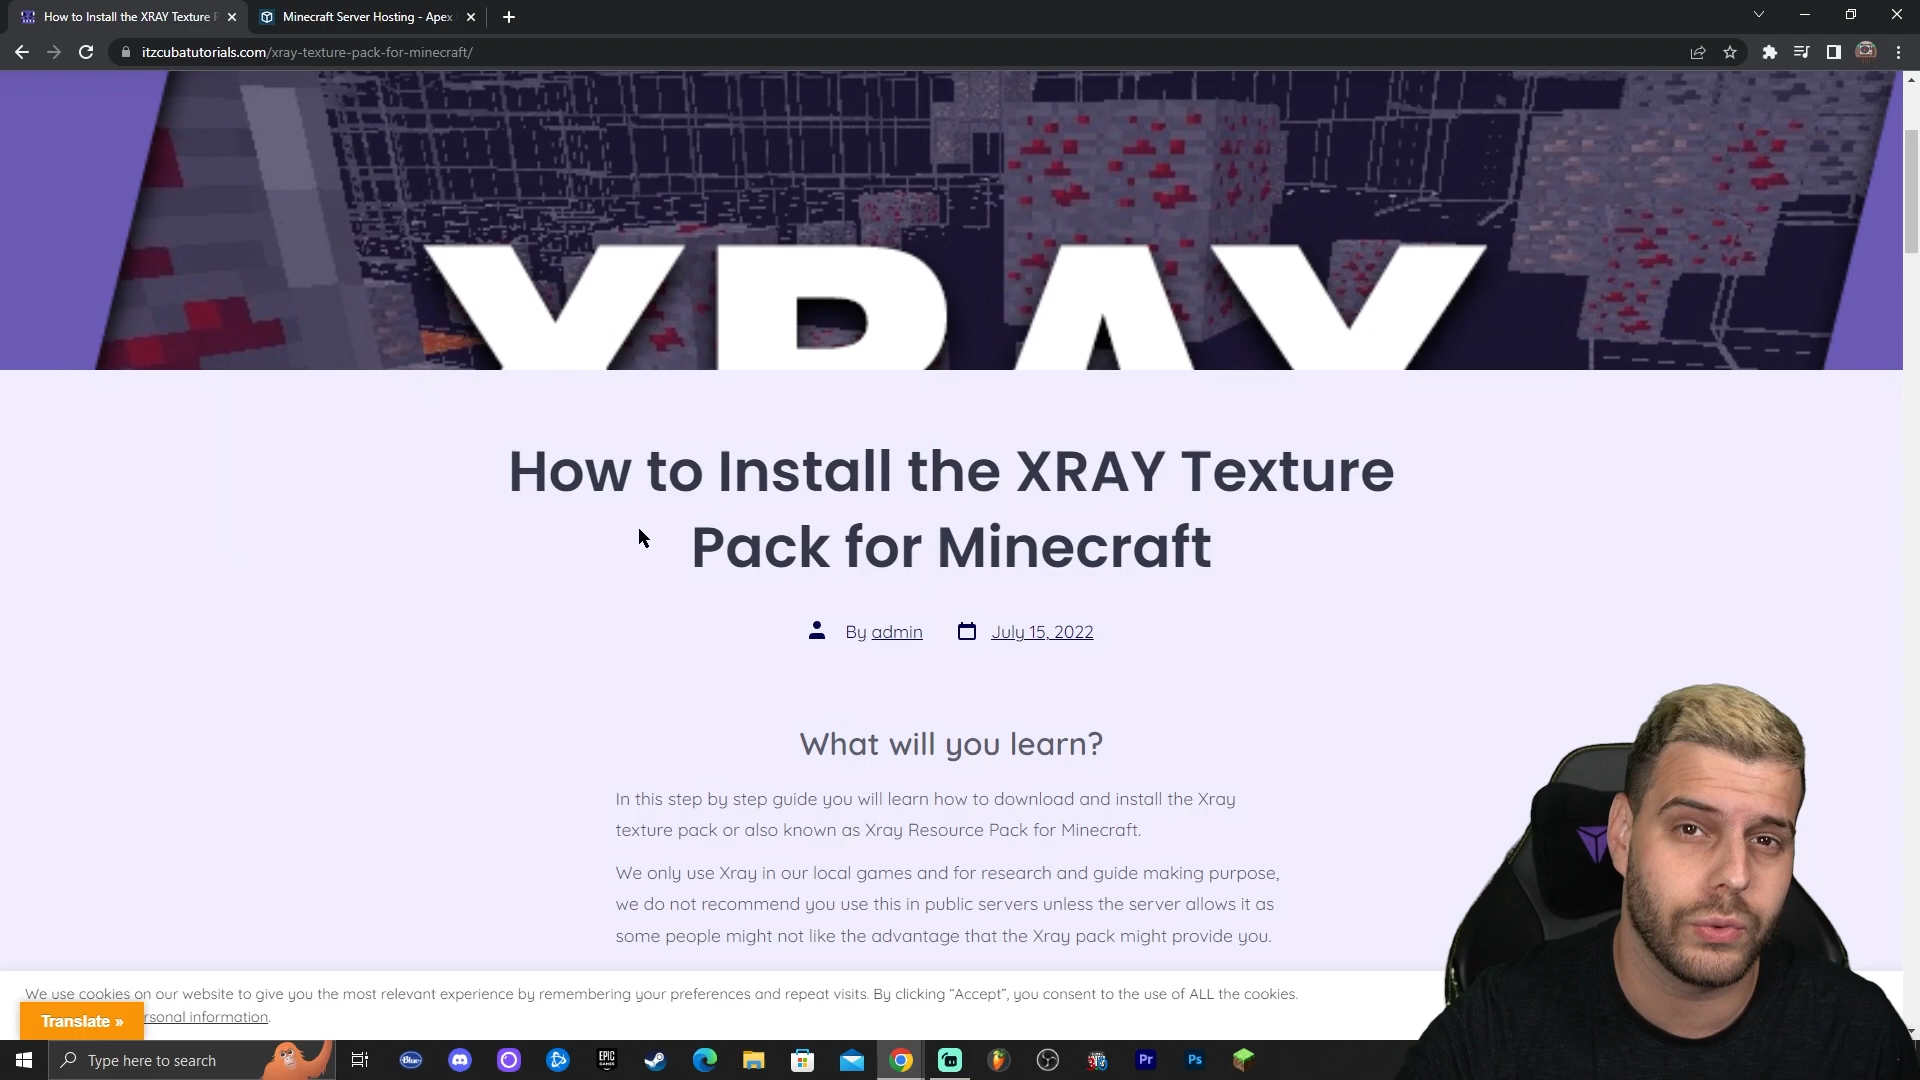 How to Install the XRAY Texture P
Minecraft Server Hosting - Apex
itzcubatutorials.com/xray-texture-pack-for-minecraft/
XRAY
How to Install the XRAY Texture
Pack for Minecraft
By admin July 15, 2022
What will you learn?
In this step by step guide you will learn how to download and install the Xray
texture pack or also known as Xray Resource Pack for Minecraft.
We only use Xray in our local games and for research and guide making purpose,
we do not recommend you use this in public servers unless the server allows it as
some people might not like the advantage that the Xray pack might provide you.
We use cookies on our website to give you the most relevant experience by remembering your preferences and repeat visits. By clicking “Accept”, you consent to the use of ALL the cookies.
Translate » rsonal information.
Type here to search
Blue
EPIC
GAMES
Pr
Ps